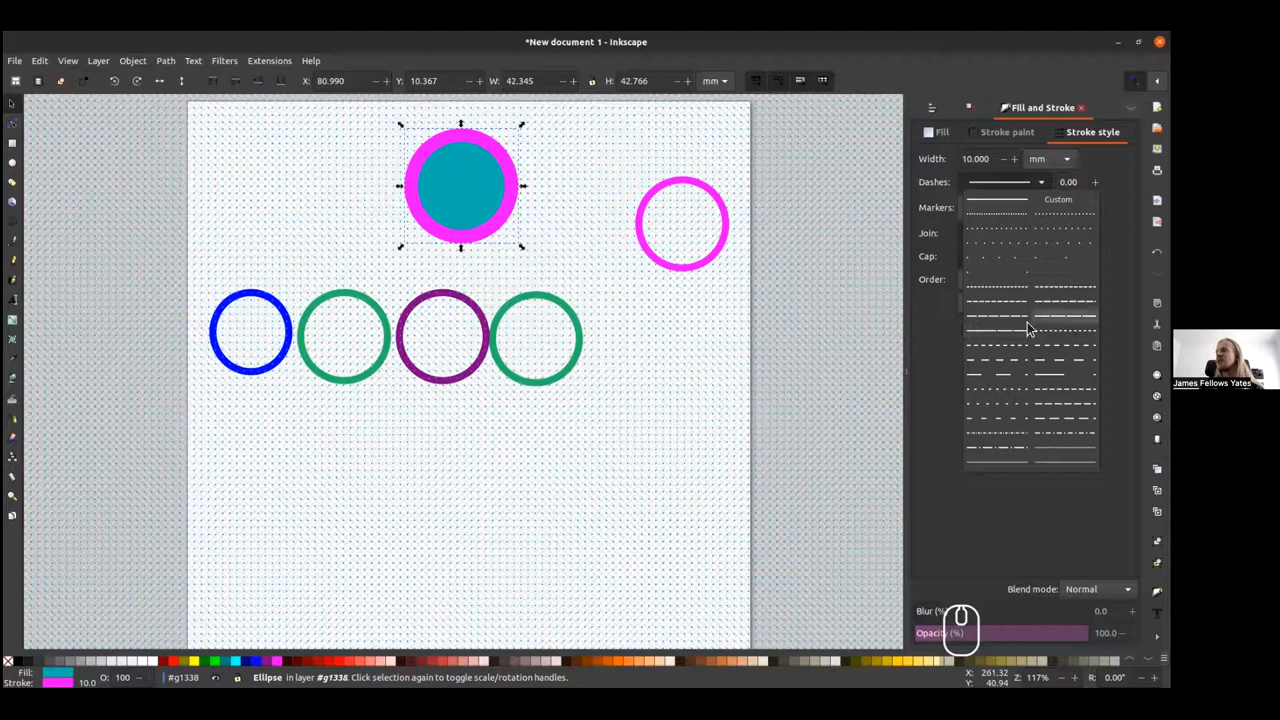 *New document 1 - Inkscape
File Edit View Layer Object Path Text Filters Extensions Help
X: 80.990 Y: 10.367 W: 42.345 H: 42.766 mm
Fill and Stroke
Fill Stroke paint Stroke style
Width: 10.000 mm
Dashes: 0.00
Custom
Markers:
Join:
Cap:
Order:
James Fellows Yates
Blend mode: Normal
Blur (%) 0.0
Opacity (%) 100.0
Fill:
Stroke: 10.0 O: 100 #g1338 Ellipse in layer #g1338. Click selection again to toggle scale/rotation handles. X: 261.32 Y: 40.94 Z: 117% R: 0.00°